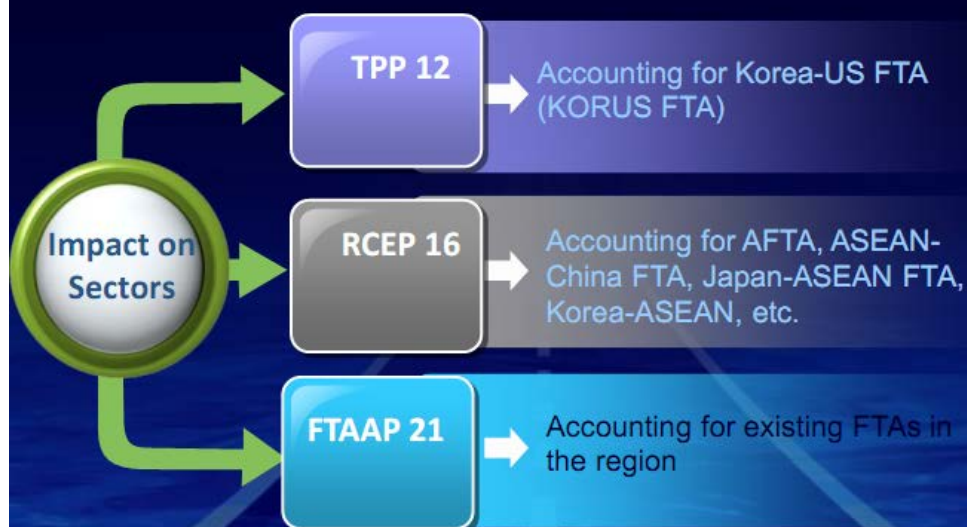 Impact on
Sectors
TPP 12
Accounting for Korea-US FTA
(KORUS FTA)
RCEP 16
Accounting for AFTA, ASEAN-
China FTA, Japan-ASEAN FTA,
Korea-ASEAN, etc.
FTAAP 21
Accounting for existing FTAs in
the region